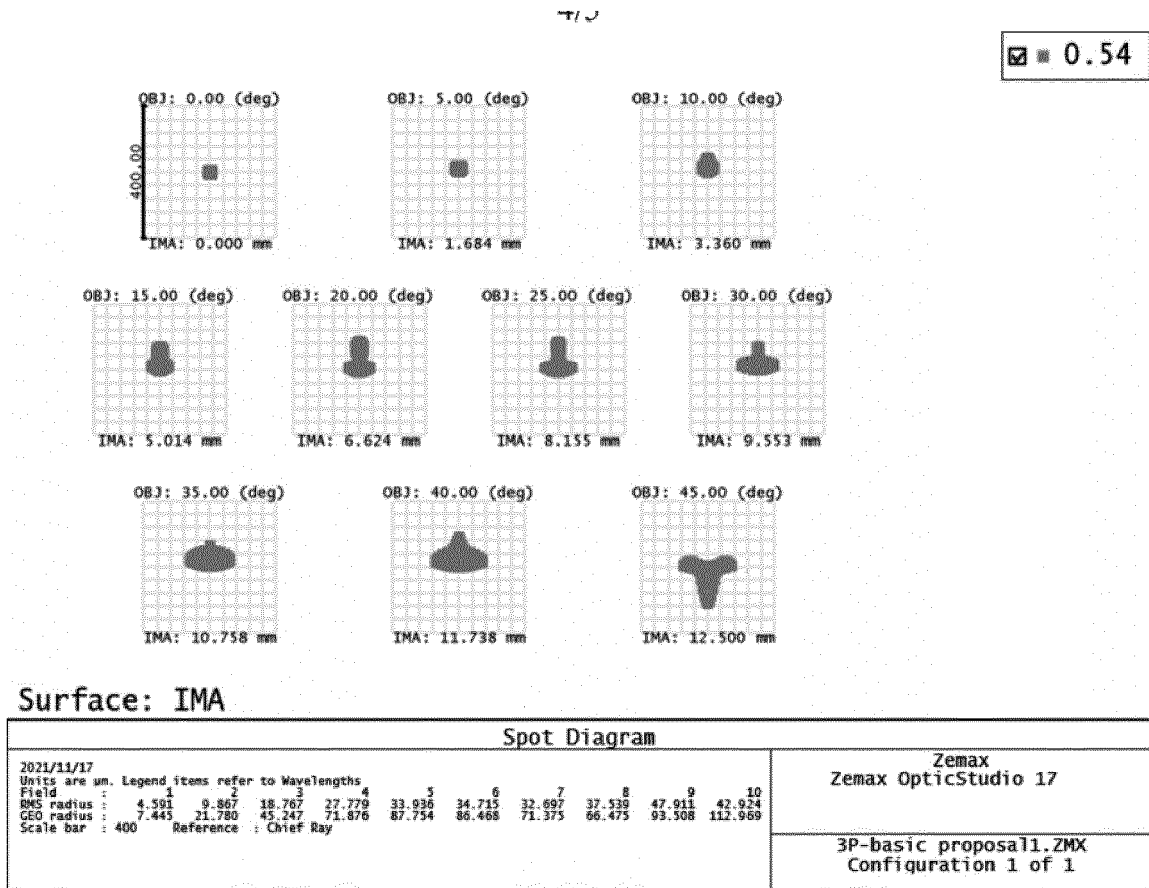 0.54
OBJ: 0.00 (deg)
OBJ: 5.00 (deg)
OBJ: 10.00 (deg)
400.00
IMA: 0.000 mm
IMA: 1.684 mm
IMA: 3.360 mm
OBJ: 15.00 (deg)
OBJ: 20.00 (deg)
OBJ: 25.00 (deg)
OBJ: 30.00 (deg)
IMA: 5.014 mm
IMA: 6.624 mm
IMA: 8.155 mm
IMA: 9.553 mm
OBJ: 35.00 (deg)
OBJ: 40.00 (deg)
OBJ: 45.00 (deg)
IMA: 10.758 mm
IMA: 11.738 mm
IMA: 12.500 mm
Surface: IMA
Spot Diagram
2021/11/17
Units are µm. Legend items refer to Wavelengths
Field : 1 2 3 4 5 6 7 8 9 10
RMS radius : 4.591 9.867 18.767 27.779 33.936 34.715 32.697 37.539 47.911 42.924
GEO radius : 7.445 21.780 45.247 71.876 87.754 86.468 71.375 66.475 93.508 112.969
Scale bar : 400 Reference : Chief Ray
Zemax
Zemax OpticStudio 17
3P-basic proposal1.ZMX
Configuration 1 of 1